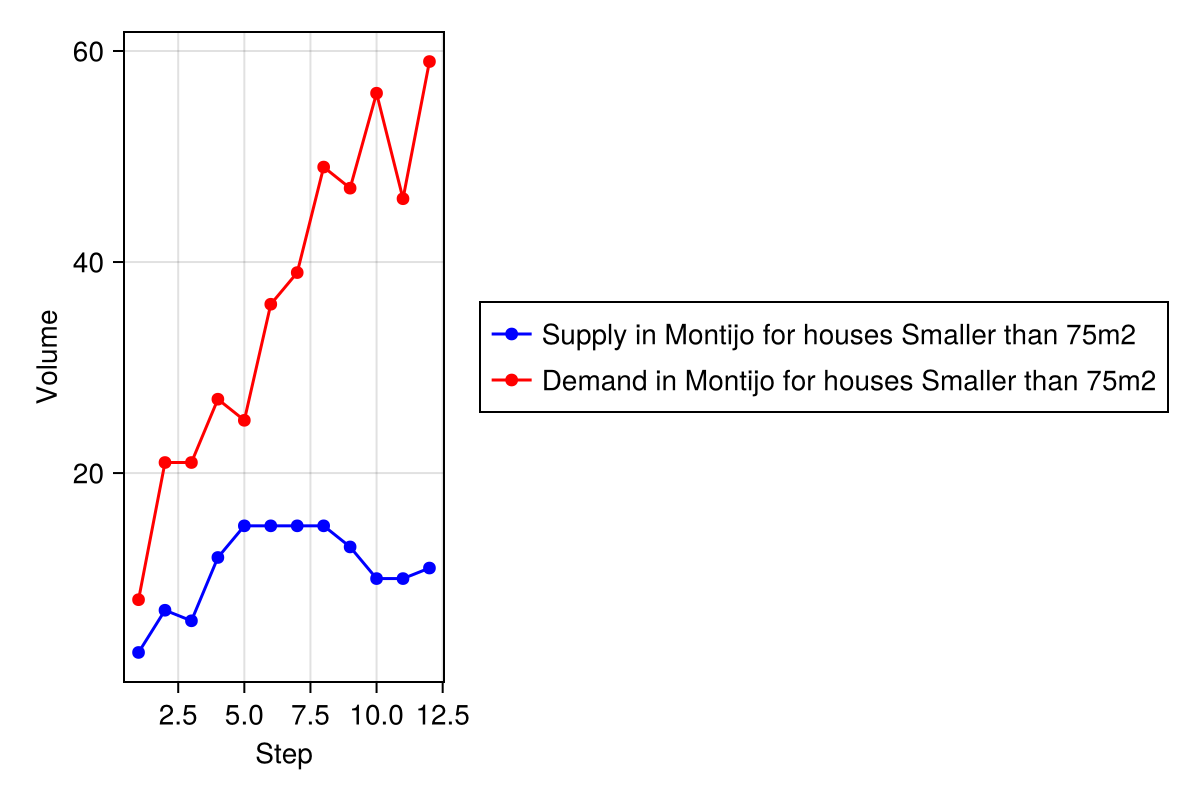 60
40
20
Volume
2.5 5.0 7.5 10.0 12.5
Step
Supply in Montijo for houses Smaller than 75m2
Demand in Montijo for houses Smaller than 75m2